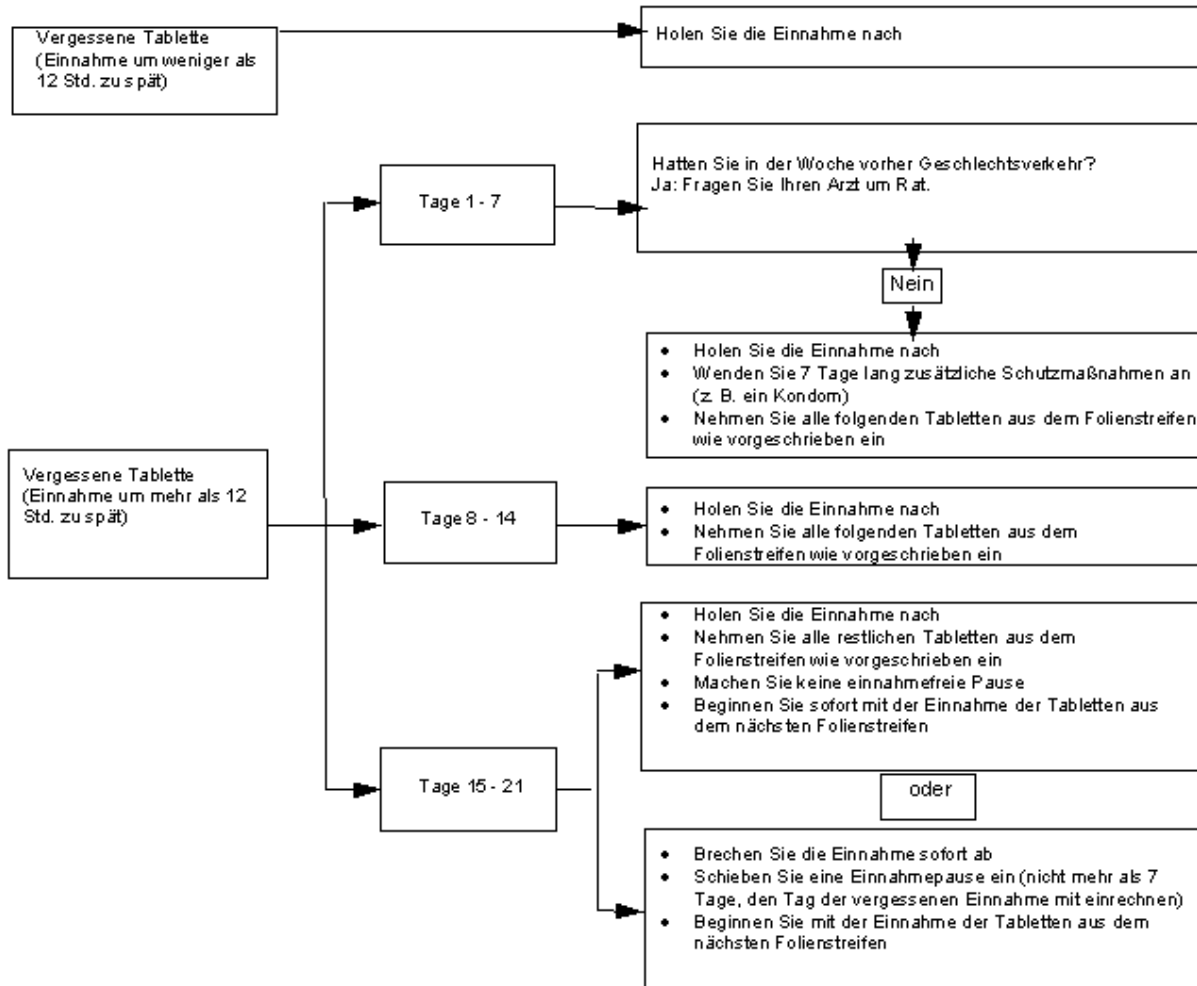 Vergessene Tablette
(Einnahme um weniger als
12 Std. zu spät)
Holen Sie die Einnahme nach
Hatten Sie in der Woche vorher Geschlechtsverkehr?
Ja: Fragen Sie Ihren Arzt um Rat.
Tage 1 - 7
Nein
• Holen Sie die Einnahme nach
• Wenden Sie 7 Tage lang zusätzliche Schutzmaßnahmen an
(z. B. ein Kondom)
• Nehmen Sie alle folgenden Tabletten aus dem Folienstreifen
wie vorgeschrieben ein
Vergessene Tablette
(Einnahme um mehr als 12
Std. zu spät)
Tage 8 - 14
• Holen Sie die Einnahme nach
• Nehmen Sie alle folgenden Tabletten aus dem
Folienstreifen wie vorgeschrieben ein
Tage 15 - 21
• Holen Sie die Einnahme nach
• Nehmen Sie alle restlichen Tabletten aus dem
Folienstreifen wie vorgeschrieben ein
• Machen Sie keine einnahmefreie Pause
• Beginnen Sie sofort mit der Einnahme der Tabletten aus
dem nächsten Folienstreifen
oder
• Brechen Sie die Einnahme sofort ab
• Schieben Sie eine Einnahmepause ein (nicht mehr als 7
Tage, den Tag der vergessenen Einnahme mit einrechnen)
• Beginnen Sie mit der Einnahme der Tabletten aus dem
nächsten Folienstreifen